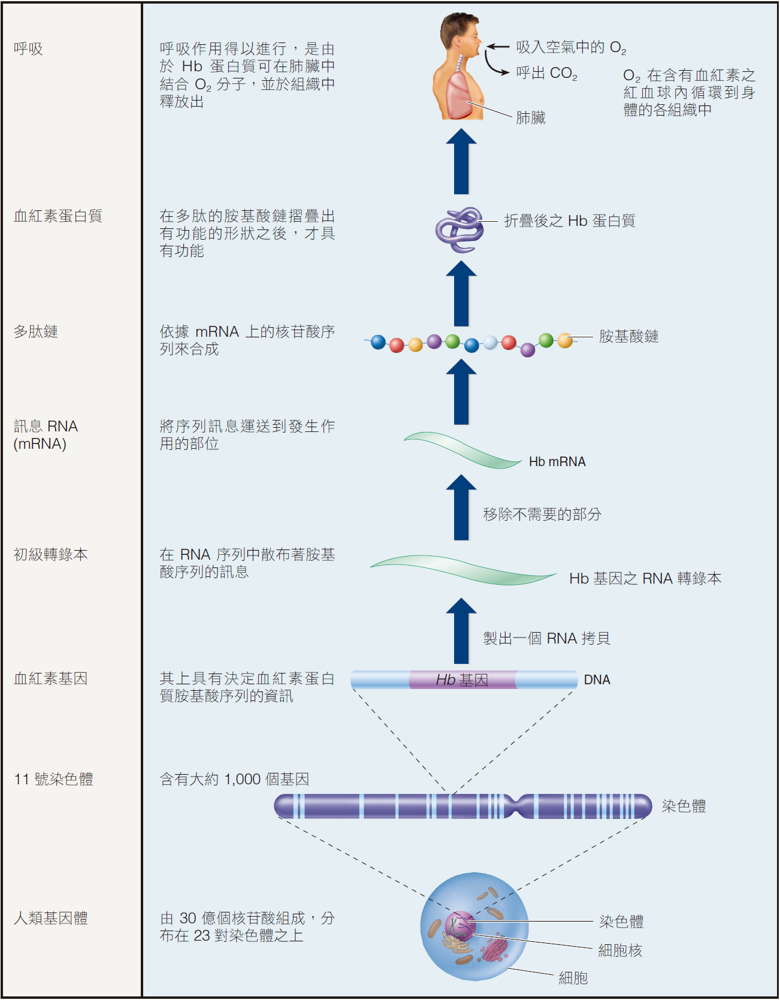 呼吸
呼吸作用得以進行，是由
於 Hb 蛋白質可在肺臟中
結合 O₂ 分子，並於組織中
釋放出
吸入空氣中的 O₂
呼出 CO₂
肺臟
O₂ 在含有血紅素之
紅血球內循環到身
體的各組織中
血紅素蛋白質
在多肽的胺基酸鏈摺疊出
有功能的形狀之後，才具
有功能
折疊後之 Hb 蛋白質
多肽鏈
依據 mRNA 上的核苷酸序
列來合成
胺基酸鏈
訊息 RNA
(mRNA)
將序列訊息運送到發生作
用的部位
Hb mRNA
移除不需要的部分
初級轉錄本
在 RNA 序列中散布著胺基
酸序列的訊息
Hb 基因之 RNA 轉錄本
製出一個 RNA 拷貝
血紅素基因
其上具有決定血紅素蛋白
質胺基酸序列的資訊
Hb 基因
DNA
11 號染色體
含有大約 1,000 個基因
染色體
人類基因體
由 30 億個核苷酸組成，分
布在 23 對染色體之上
染色體
細胞核
細胞